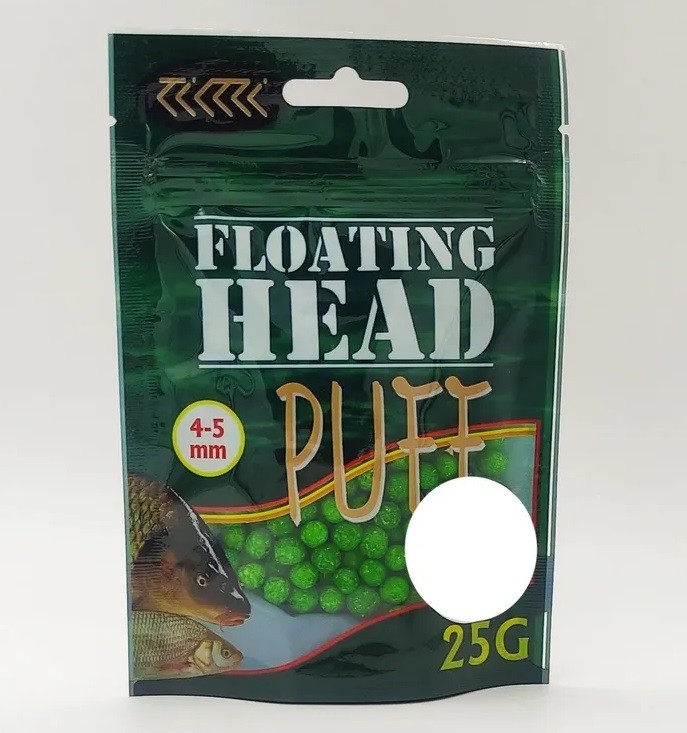 FLOATING
HEAD
PUFF
4-5
mm
25G